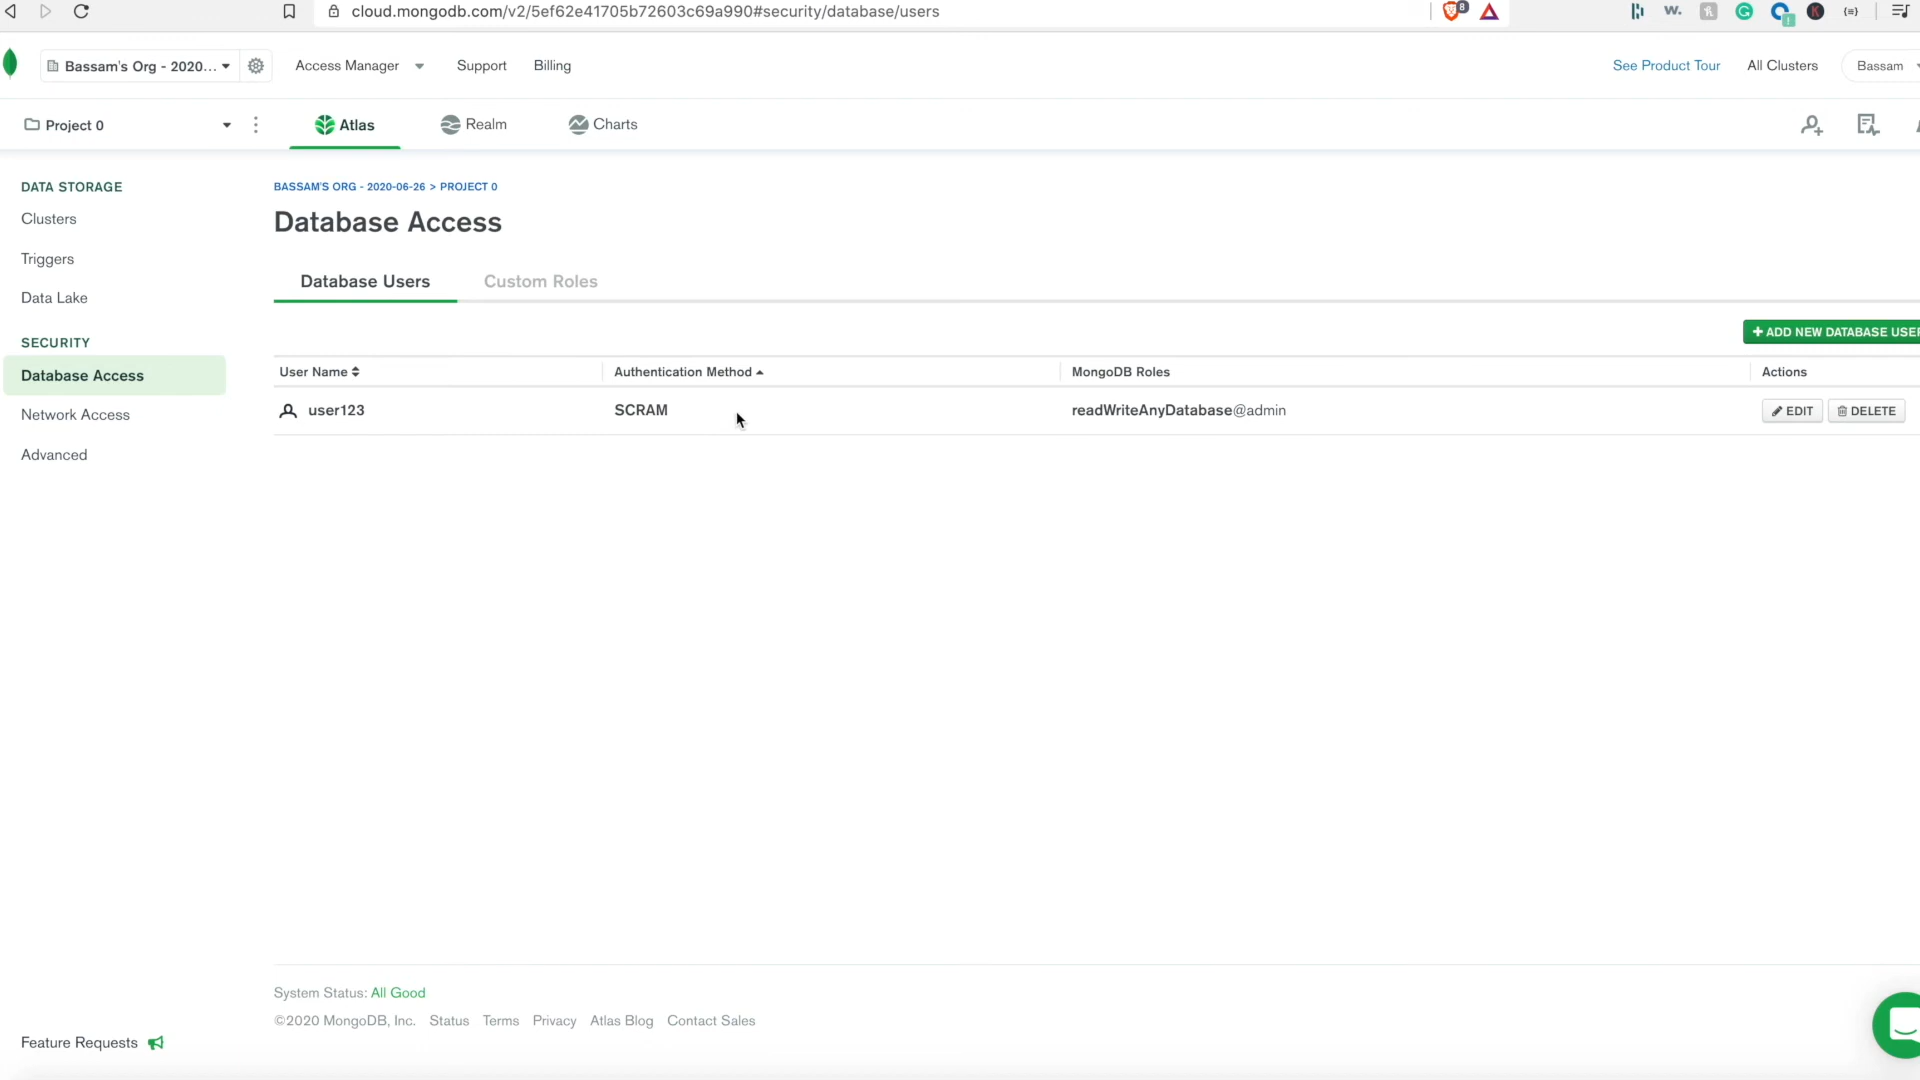 cloud.mongodb.com/v2/5ef62e41705b72603c69a990#security/database/users
8
W.
Bassam's Org - 2020...
Access Manager
Support
Billing
See Product Tour
All Clusters
Bassam
Project 0
Atlas
Realm
Charts
DATA STORAGE
Clusters
Triggers
Data Lake
SECURITY
Database Access
Network Access
Advanced
BASSAM'S ORG - 2020-06-26 > PROJECT 0
Database Access
Database Users
Custom Roles
+ ADD NEW DATABASE USER
User Name
Authentication Method
MongoDB Roles
Actions
user123
SCRAM
readWriteAnyDatabase@admin
EDIT
DELETE
System Status: All Good
©2020 MongoDB, Inc. Status Terms Privacy Atlas Blog Contact Sales
Feature Requests